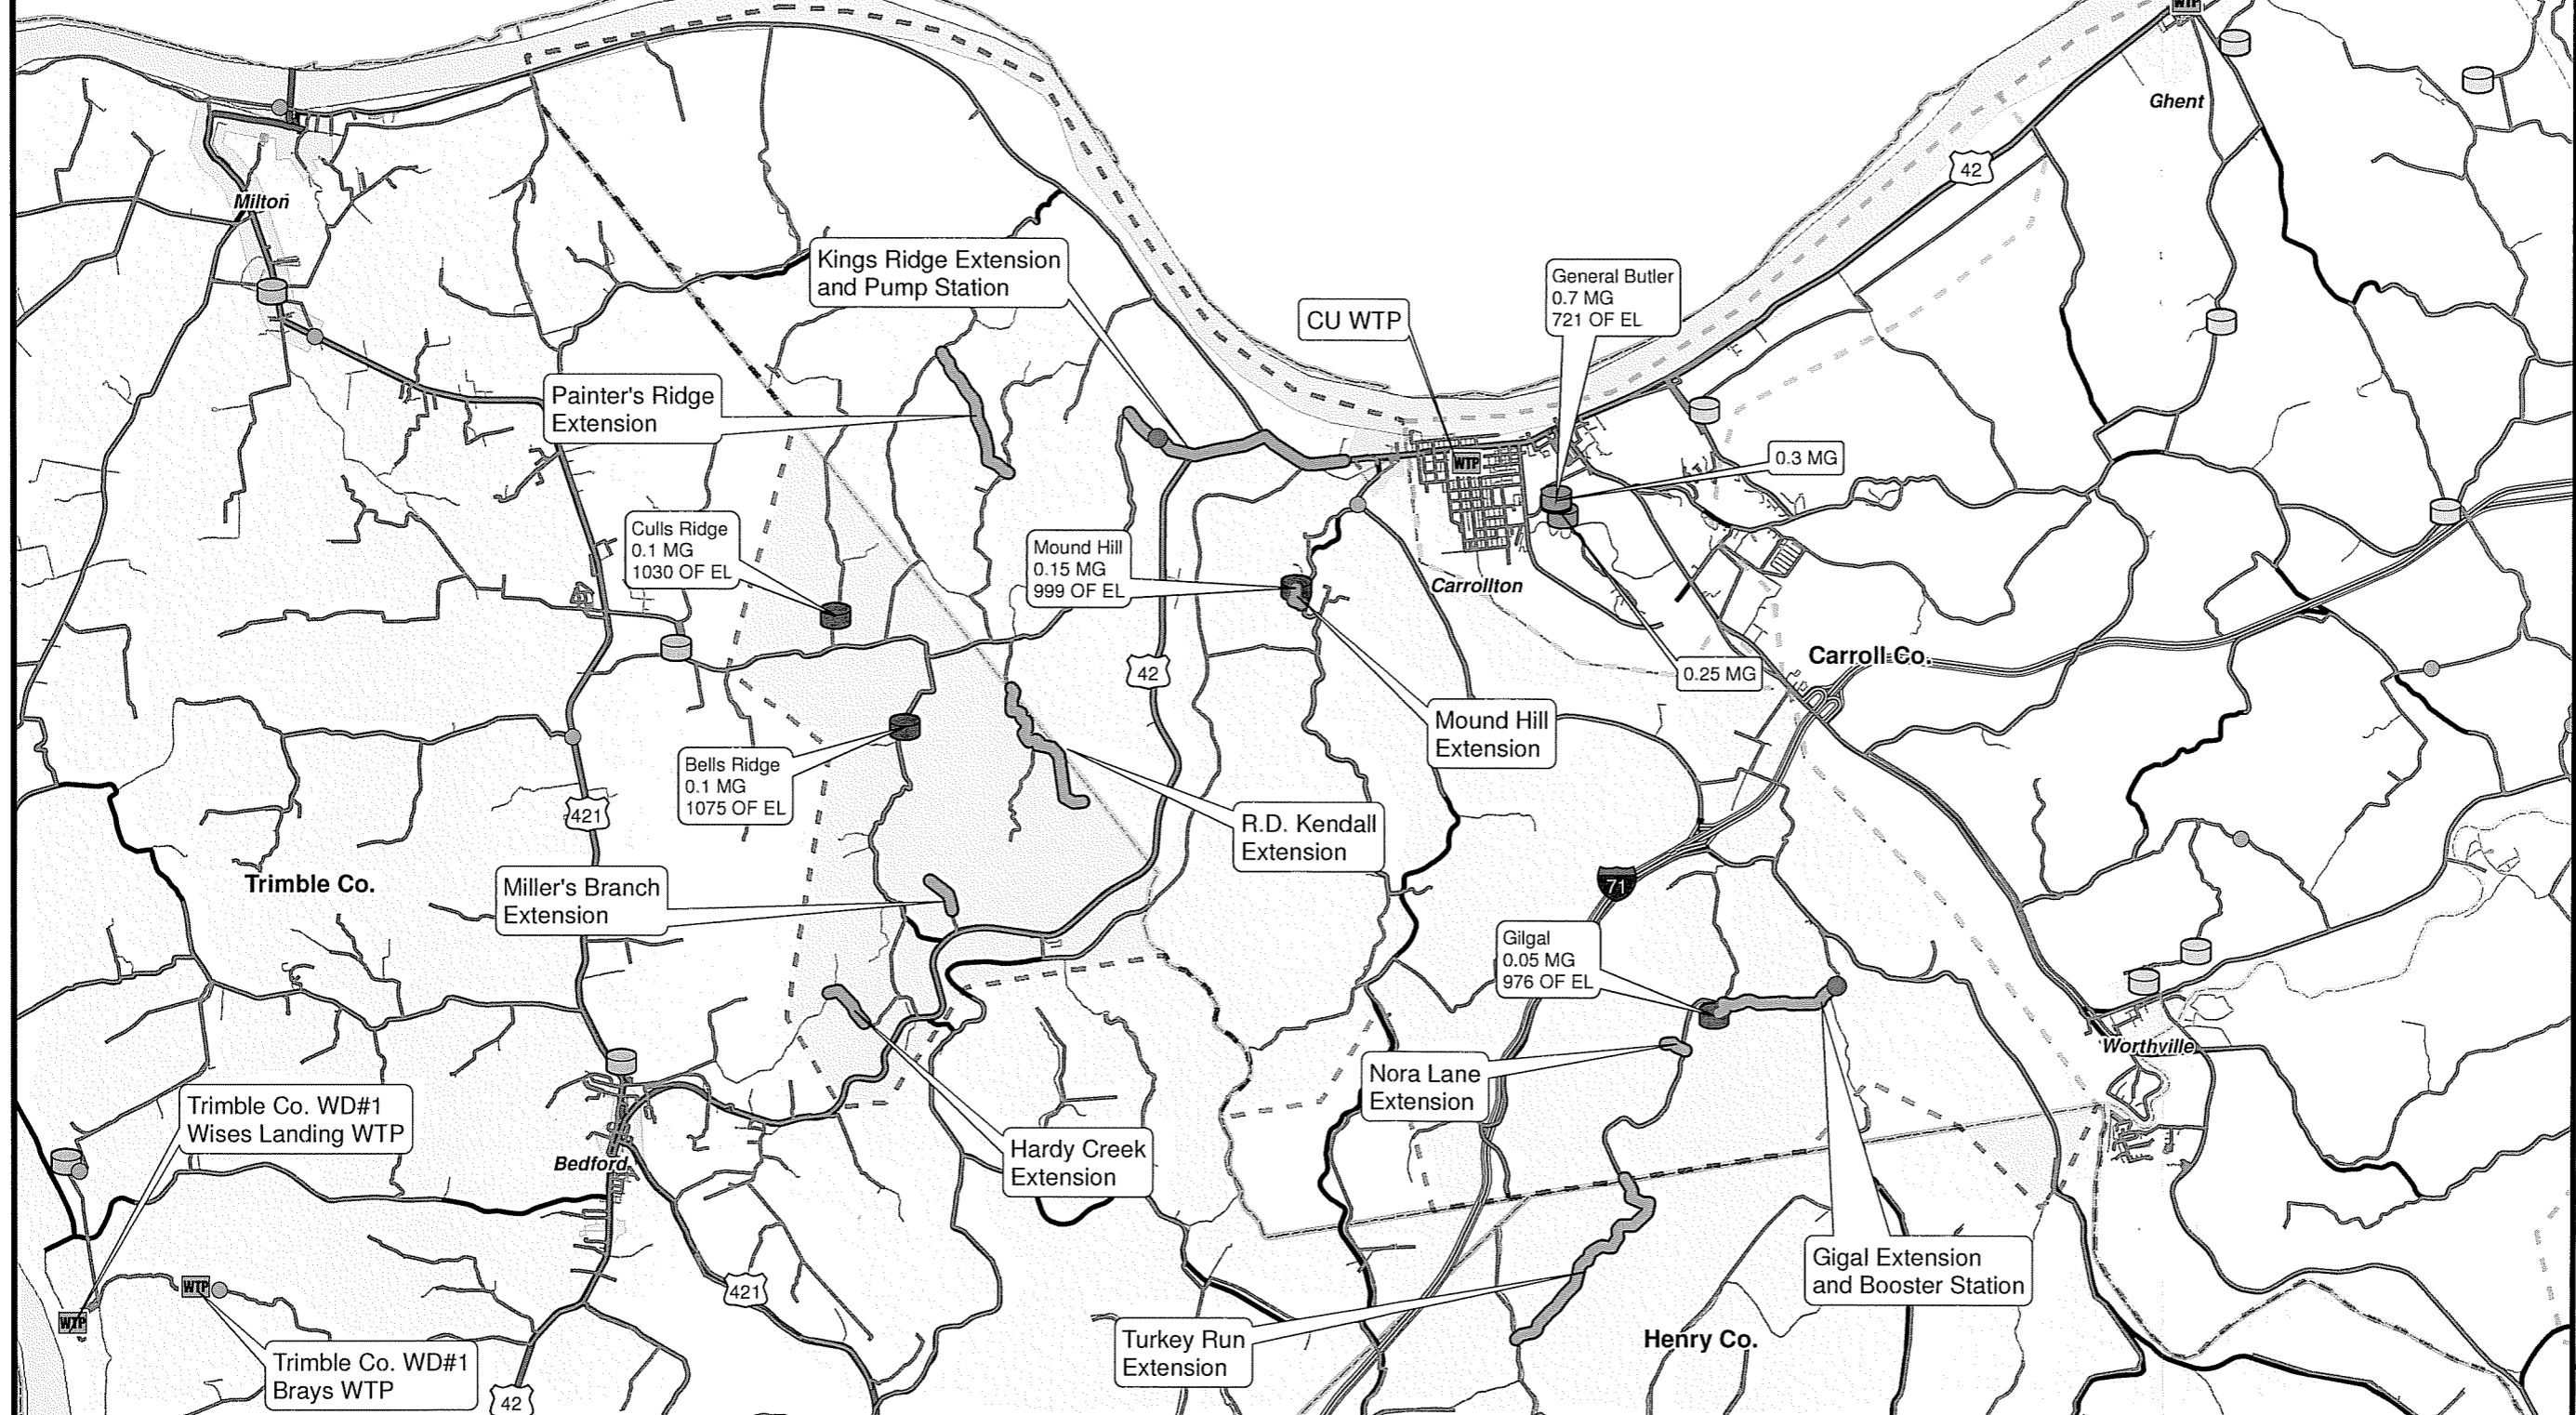 WTP
Ghent
42
Milton
Kings Ridge Extension
and Pump Station
General Butler
0.7 MG
721 OF EL
CU WTP
Painter's Ridge
Extension
WTP
0.3 MG
Culls Ridge
0.1 MG
1030 OF EL
Mound Hill
0.15 MG
999 OF EL
Carrollton
Carroll Co.
42
0.25 MG
Mound Hill
Extension
Bells Ridge
0.1 MG
1075 OF EL
421
R.D. Kendall
Extension
Trimble Co.
Miller's Branch
Extension
71
Gilgal
0.05 MG
976 OF EL
Worthville
Nora Lane
Extension
Trimble Co. WD#1
Wises Landing WTP
Hardy Creek
Extension
Bedford
Gigal Extension
and Booster Station
WTP
421
WTP
Turkey Run
Extension
Henry Co.
Trimble Co. WD#1
Brays WTP
42